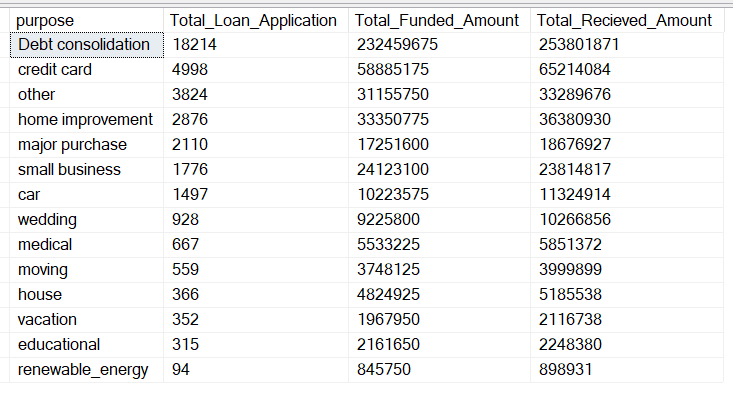 purpose Total_Loan_Application Total_Funded_Amount Total_Recieved_Amount
Debt consolidation 18214 232459675 253801871
credit card 4998 58885175 65214084
other 3824 31155750 33289676
home improvement 2876 33350775 36380930
major purchase 2110 17251600 18676927
small business 1776 24123100 23814817
car 1497 10223575 11324914
wedding 928 9225800 10266856
medical 667 5533225 5851372
moving 559 3748125 3999899
house 366 4824925 5185538
vacation 352 1967950 2116738
educational 315 2161650 2248380
renewable_energy 94 845750 898931